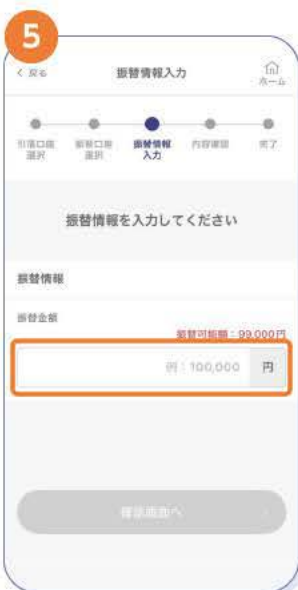 5
< 戻る 振替情報入力 ホーム
引落口座選択 振替口座選択 振替情報入力 内容確認 完了
振替情報を入力してください
振替情報
振替金額
振替可能額：99,000円
例：100,000 円
確認画面へ